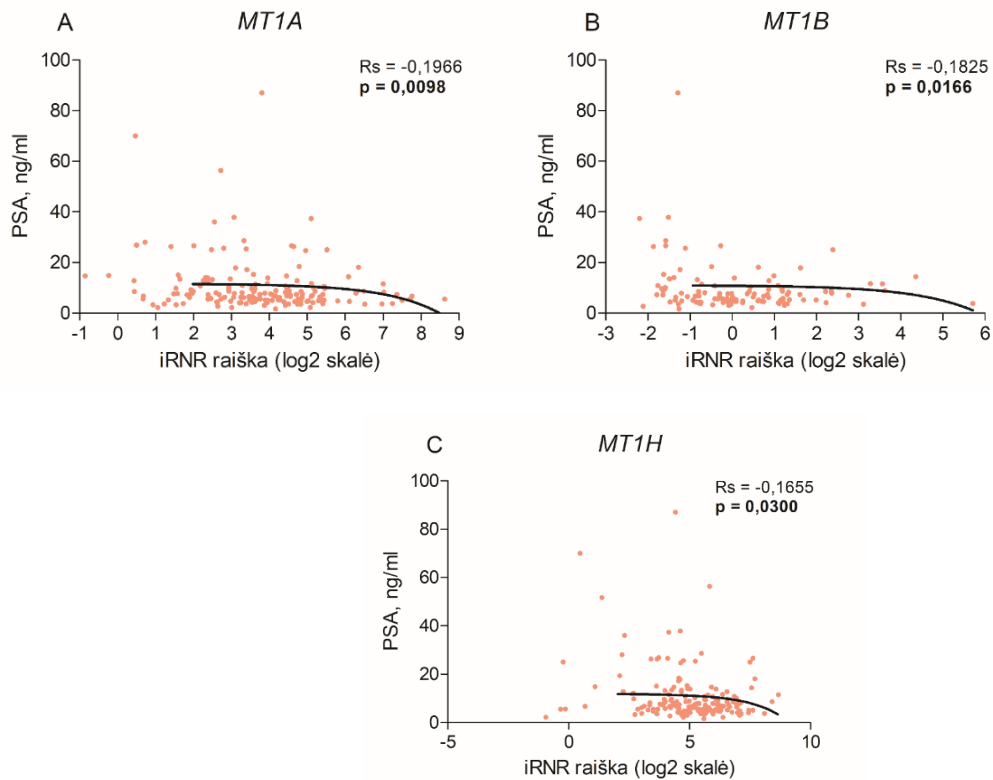 A
MT1A
Rs = -0,1966
p = 0,0098
PSA, ng/ml
100
80
60
40
20
0
-1 0 1 2 3 4 5 6 7 8 9
iRNR raiška (log2 skalė)
B
MT1B
Rs = -0,1825
p = 0,0166
PSA, ng/ml
100
80
60
40
20
0
-3 -2 -1 0 1 2 3 4 5 6
iRNR raiška (log2 skalė)
C
MT1H
Rs = -0,1655
p = 0,0300
PSA, ng/ml
100
80
60
40
20
0
-5 0 5 10
iRNR raiška (log2 skalė)